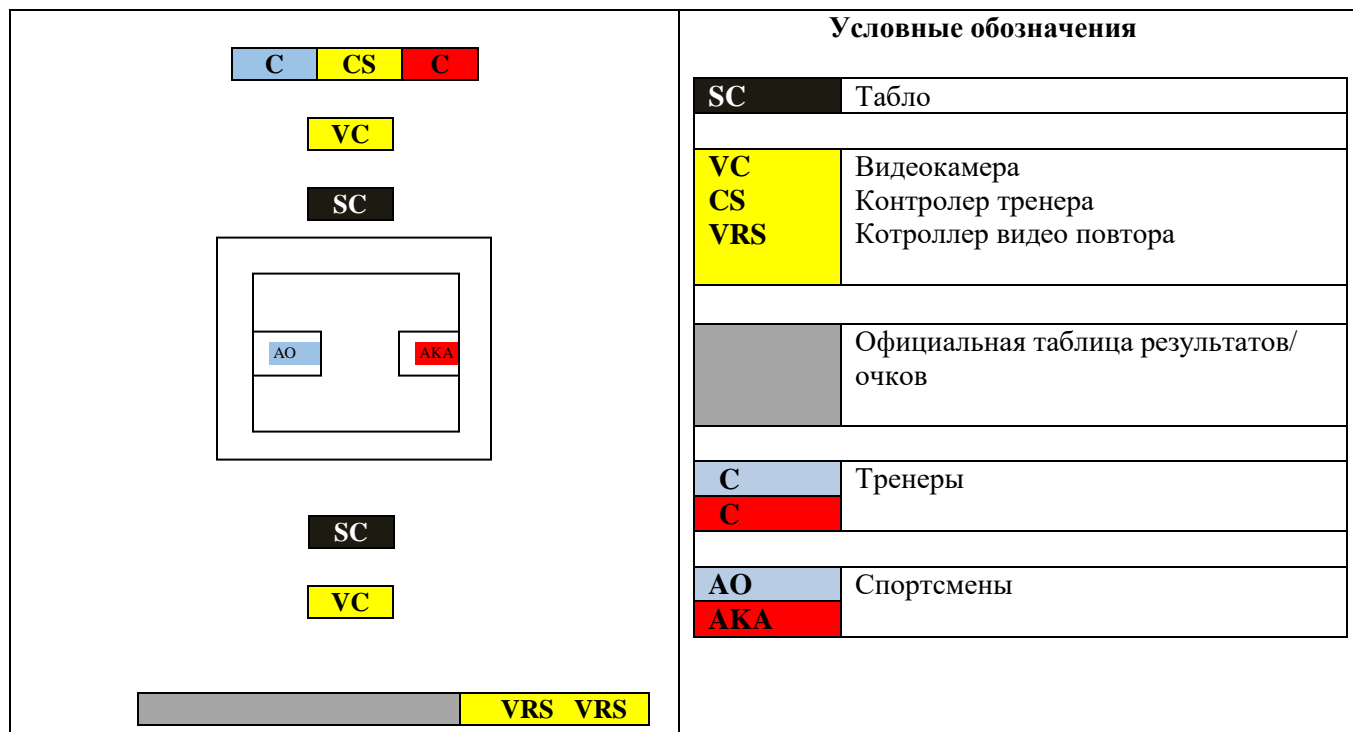 C CS C
VC
SC
AO AKA
SC
VC
VRS VRS
Условные обозначения
SC Табло
VC Видеокамера
CS Контролер тренера
VRS Котроллер видео повтора
Официальная таблица результатов/
очков
C Тренеры
C
AO Спортсмены
AKA